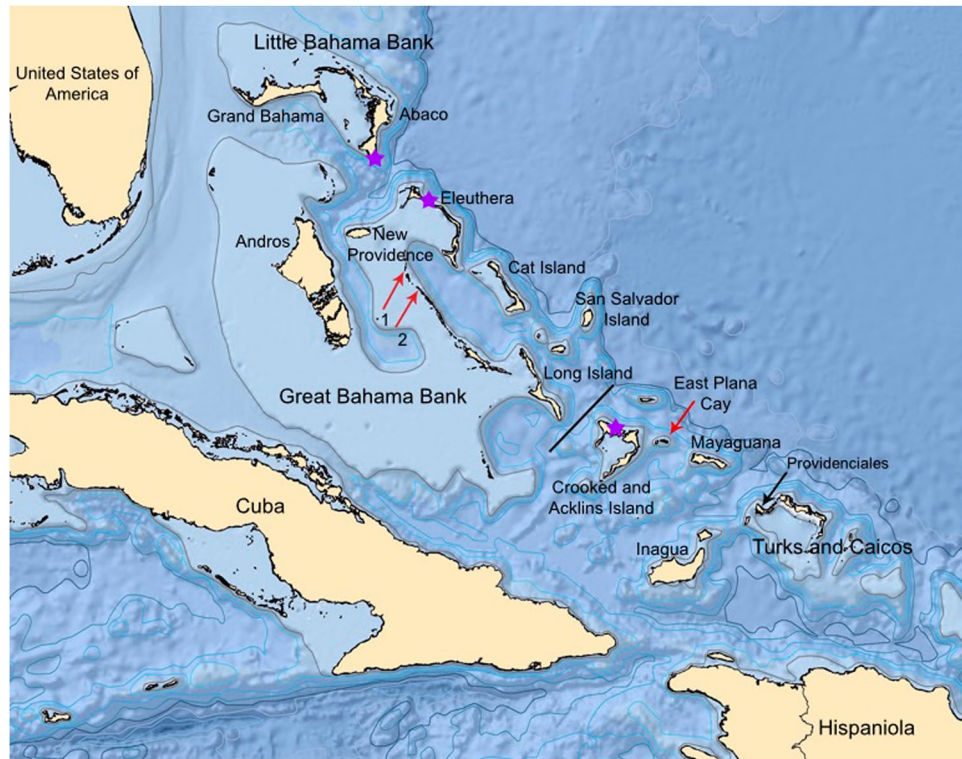 Little Bahama Bank
United States of
America
Grand Bahama
Abaco
Eleuthera
Andros
New
Providence
Cat Island
San Salvador
Island
1
2
Long Island
East Plana
Cay
Great Bahama Bank
Mayaguana
Providenciales
Crooked and
Acklins Island
Cuba
Inagua
Turks and Caicos
Hispaniola